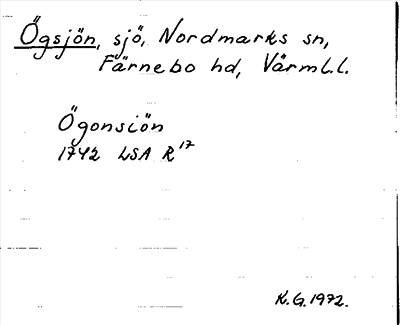 Ögsjön, sjö, Nordmarks sn,
Färnebo hd, Värml.l.
Ögonsiön
1742 LSA R17
K.G.1972.